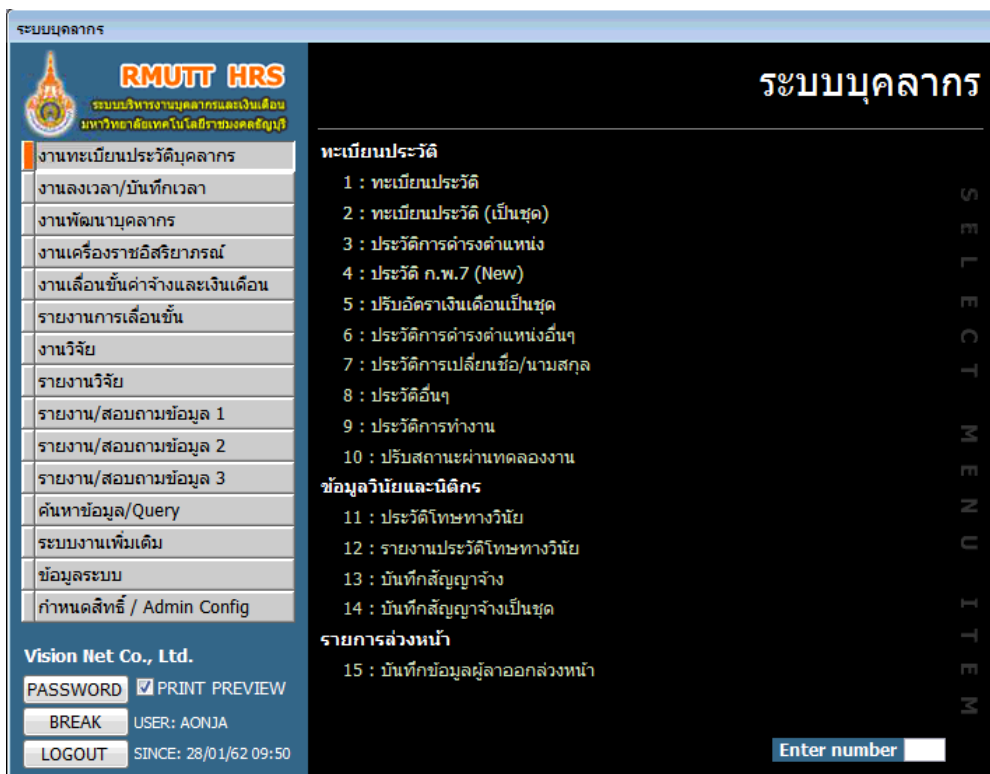 ระบบบุคลากร
RMUTT HRS
ระบบบริหารงานบุคลากรและเงินเดือน
มหาวิทยาลัยเทคโนโลยีราชมงคลธัญบุรี
งานทะเบียนประวัติบุคลากร
งานลงเวลา/บันทึกเวลา
งานพัฒนาบุคลากร
งานเครื่องราชอิสริยาภรณ์
งานเลื่อนขั้นค่าจ้างและเงินเดือน
รายงานการเลื่อนขั้น
งานวิจัย
รายงานวิจัย
รายงาน/สอบถามข้อมูล 1
รายงาน/สอบถามข้อมูล 2
รายงาน/สอบถามข้อมูล 3
ค้นหาข้อมูล/Query
ระบบงานเพิ่มเติม
ข้อมูลระบบ
กำหนดสิทธิ์ / Admin Config
Vision Net Co., Ltd.
PASSWORD PRINT PREVIEW
BREAK USER: AONJA
LOGOUT SINCE: 28/01/62 09:50
ระบบบุคลากร
ทะเบียนประวัติ
1 : ทะเบียนประวัติ
2 : ทะเบียนประวัติ (เป็นชุด)
3 : ประวัติการดำรงตำแหน่ง
4 : ประวัติ ก.พ.7 (New)
5 : ปรับอัตราเงินเดือนเป็นชุด
6 : ประวัติการดำรงตำแหน่งอื่นๆ
7 : ประวัติการเปลี่ยนชื่อ/นามสกุล
8 : ประวัติอื่นๆ
9 : ประวัติการทำงาน
10 : ปรับสถานะผ่านทดลองงาน
ข้อมูลวินัยและนิติกร
11 : ประวัติโทษทางวินัย
12 : รายงานประวัติโทษทางวินัย
13 : บันทึกสัญญาจ้าง
14 : บันทึกสัญญาจ้างเป็นชุด
รายการล่วงหน้า
15 : บันทึกข้อมูลผู้ลาออกล่วงหน้า
SELECT MENU ITEM
Enter number